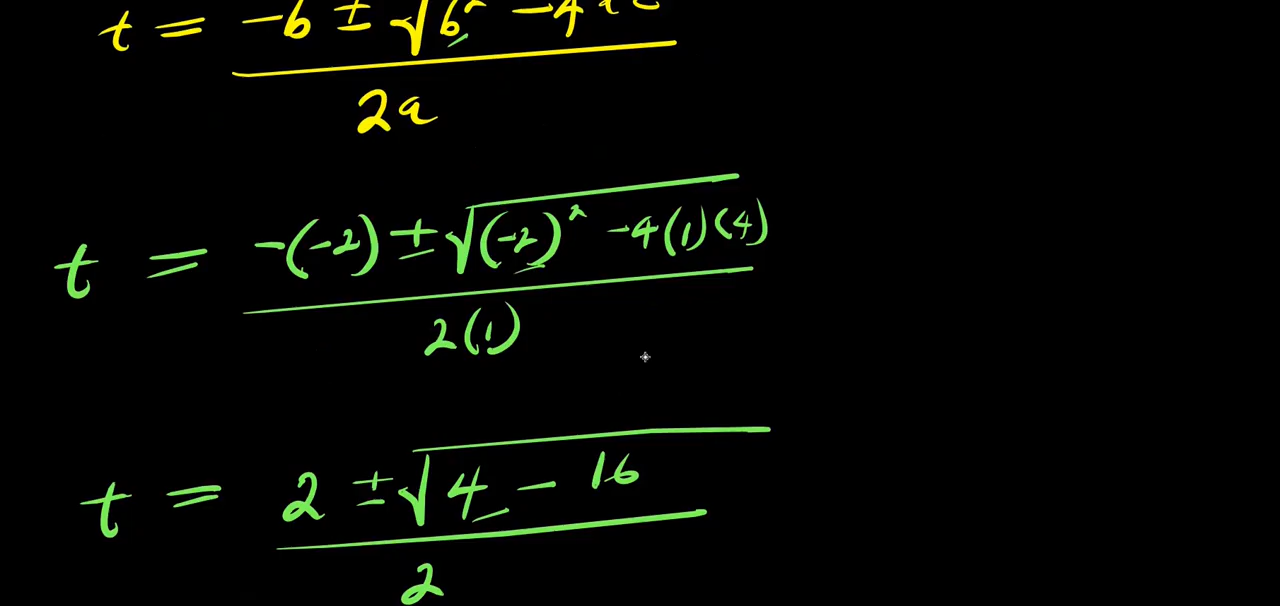 t = -b ± √b² -4ac
2a
t = -(-2) ± √(-2)² -4(1)(4)
2(1)
t = 2 ± √4 - 16
2